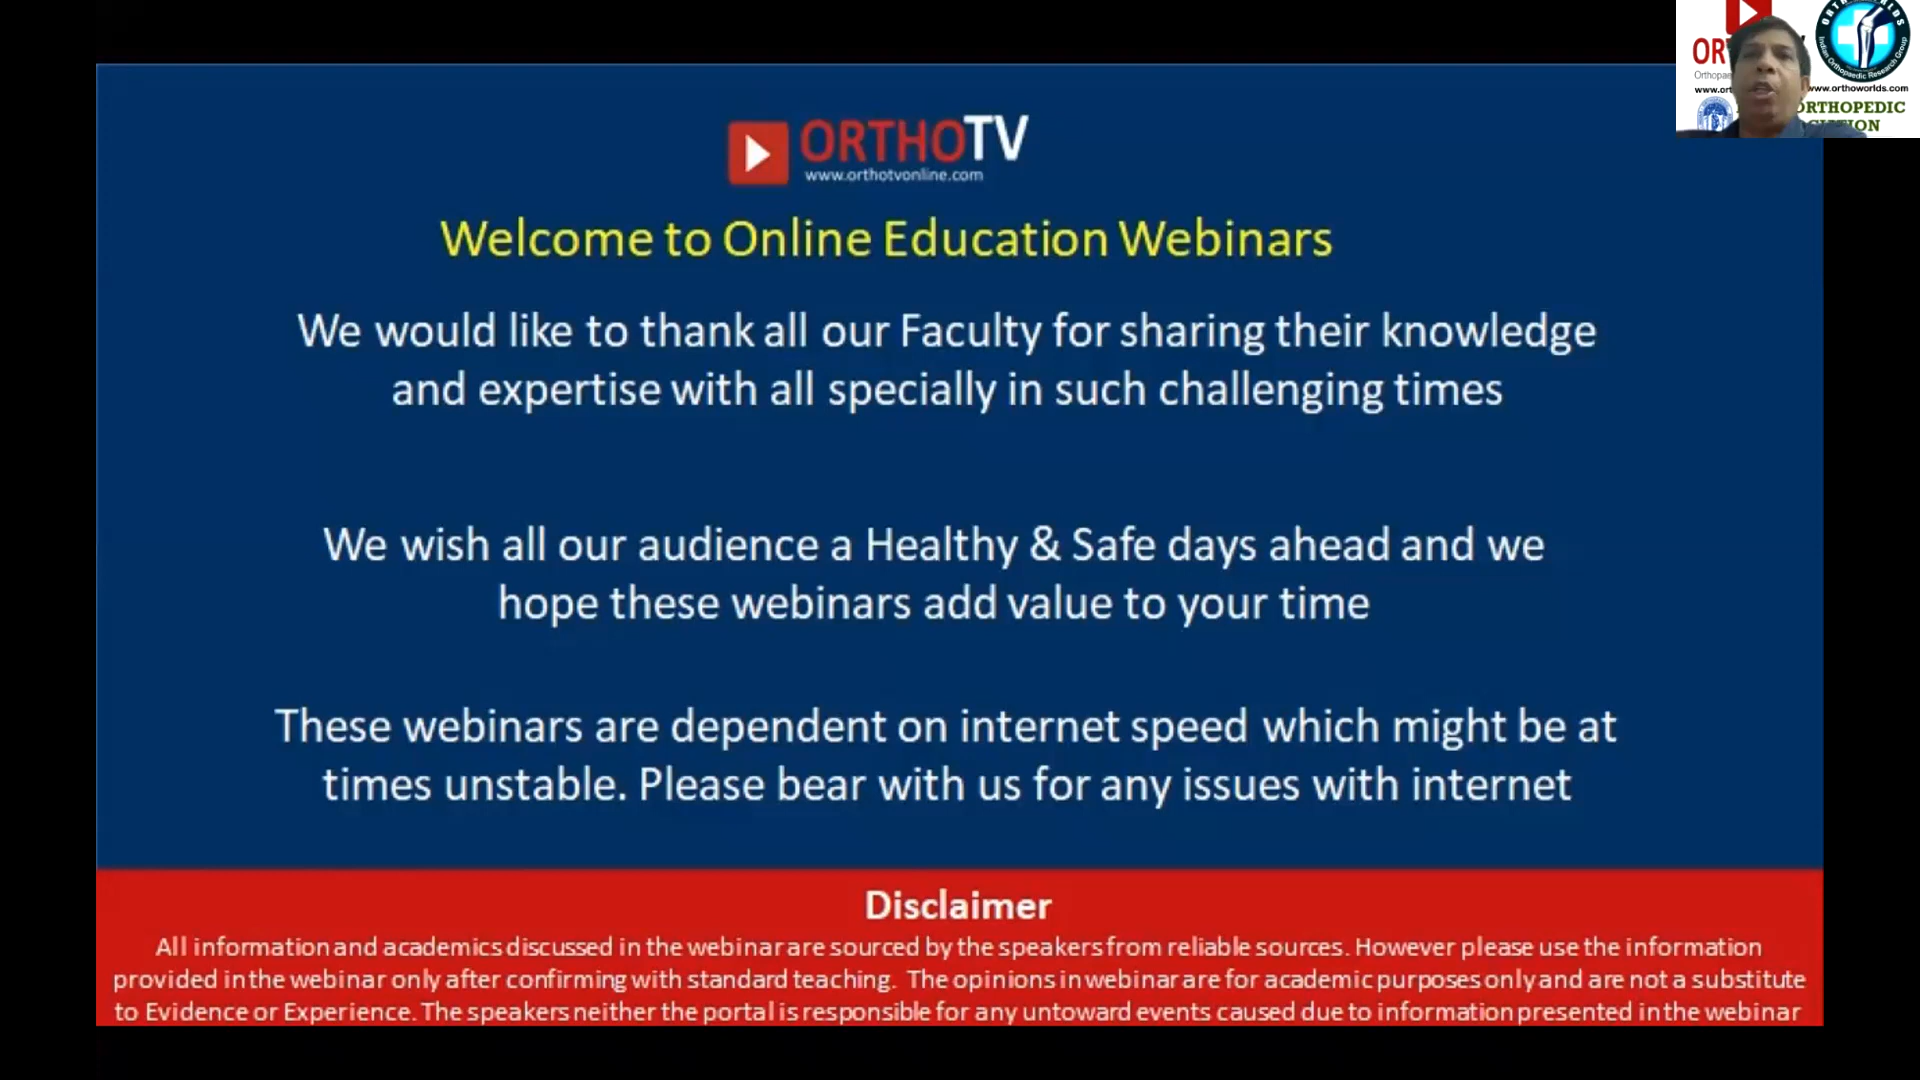 ORTHOTV
www.orthotvonline.com
Welcome to Online Education Webinars
We would like to thank all our Faculty for sharing their knowledge
and expertise with all specially in such challenging times
We wish all our audience a Healthy & Safe days ahead and we
hope these webinars add value to your time
These webinars are dependent on internet speed which might be at
times unstable. Please bear with us for any issues with internet
Disclaimer
All information and academics discussed in the webinar are sourced by the speakers from reliable sources. However please use the information
provided in the webinar only after confirming with standard teaching. The opinions in webinar are for academic purposes only and are not a substitute
to Evidence or Experience. The speakers neither the portal is responsible for any untoward events caused due to information presented in the webinar
Indian Orthopaedic Research Group
www.orthoworlds.com
ORTHOPEDIC